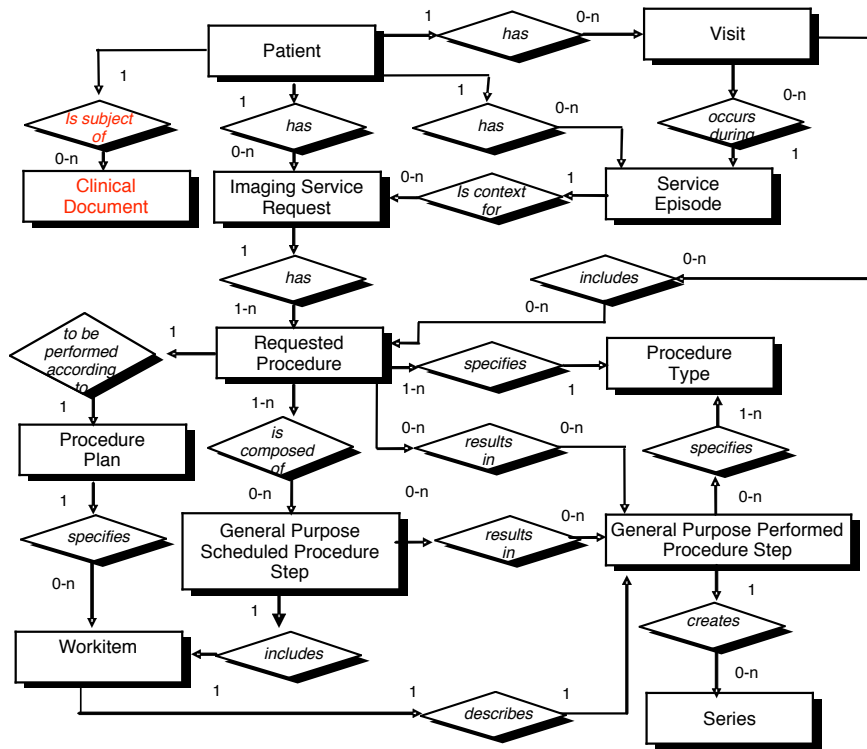 1
has
0-n
Visit
Patient
1
1
1
0-n
0-n
Is subject
of
has
has
occurs
during
0-n
0-n
1
0-n
Clinical
Document
Imaging Service
Request
Is context
for
1
Service
Episode
1
has
includes
0-n
1-n
0-n
to be
performed
according
to
1
Requested
Procedure
specifies
Procedure
Type
1-n
1
1
1-n
1-n
Procedure
Plan
is
composed
of
0-n
results
in
0-n
specifies
1
0-n
0-n
0-n
specifies
General Purpose
Scheduled Procedure
Step
results
in
0-n
General Purpose Performed
Procedure Step
0-n
1
1
creates
Workitem
includes
0-n
1
1
describes
1
Series